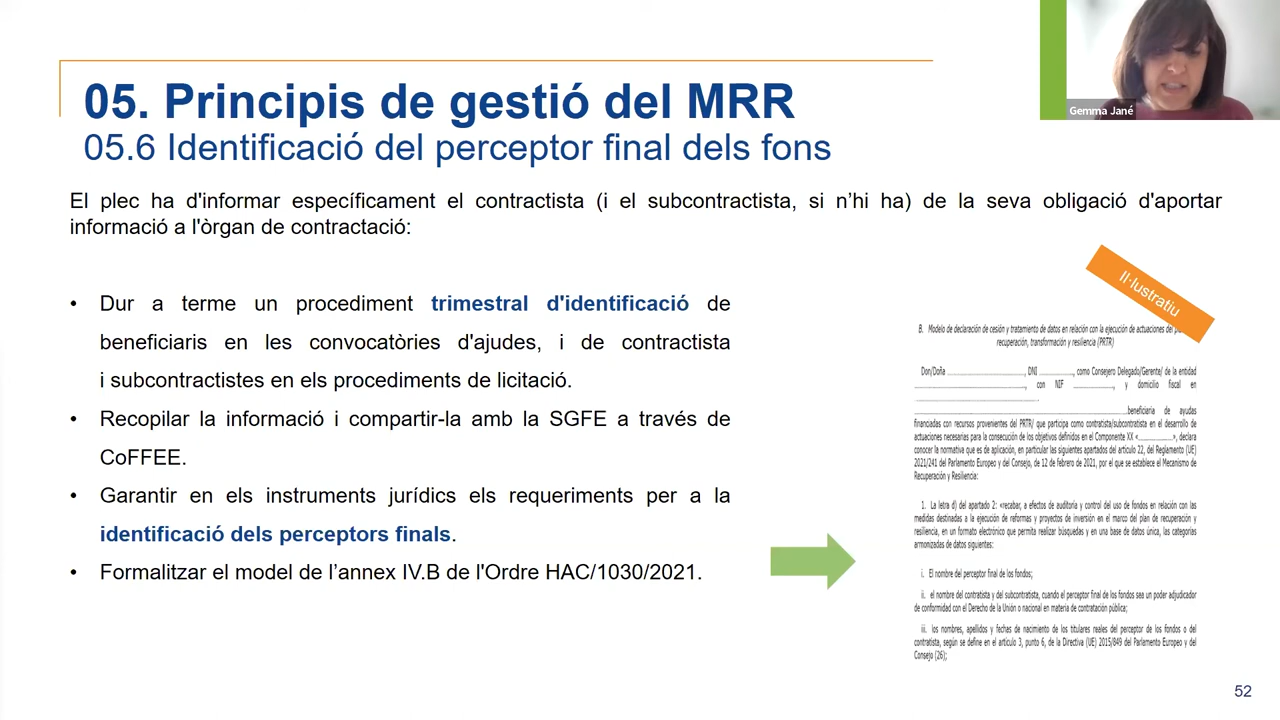 Gemma Jané
05. Principis de gestió del MRR
05.6 Identificació del perceptor final dels fons
El plec ha d'informar específicament el contractista (i el subcontractista, si n'hi ha) de la seva obligació d'aportar
informació a l'òrgan de contractació:
• Dur a terme un procediment trimestral d'identificació de
beneficiaris en les convocatòries d'ajudes, i de contractista
i subcontractistes en els procediments de licitació.
• Recopilar la informació i compartir-la amb la SGFE a través de
CoFFEE.
• Garantir en els instruments jurídics els requeriments per a la
identificació dels perceptors finals.
• Formalitzar el model de l'annex IV.B de l'Ordre HAC/1030/2021.
Il·lustratiu
B. Modelo de declaración de cesión y tratamiento de datos en relación con la ejecución de actuaciones del
recuperación, transformación y resiliencia (PRTR)
Don/Doña ........................, DNI ..............., como Consejero Delegado/Gerente/ de la entidad
......................................, con NIF ................, y domicilio fiscal en
..........................................
.......................................................................beneficiaria de ayudas
financiadas con recursos provenientes del PRTR/ que participa como contratista/subcontratista en el desarrollo de
actuaciones necesarias para la consecución de los objetivos definidos en el Componente XX «...............», declara
conocer la normativa que es de aplicación, en particular las siguientes apartados del artículo 22, del Reglamento (UE)
2021/241 del Parlamento Europeo y del Consejo, de 12 de febrero de 2021, por el que se establece el Mecanismo de
Recuperación y Resiliencia:
1. La letra d) del apartado 2: «recabar, a efectos de auditoría y control del uso de fondos en relación con las
medidas destinadas a la ejecución de reformas y proyectos de inversión en el marco del plan de recuperación y
resiliencia, en un formato electrónico que permita realizar búsquedas y en una base de datos única, las categorías
armonizadas de datos siguientes:
i. El nombre del perceptor final de los fondos;
ii. el nombre del contratista y del subcontratista, cuando el perceptor final de los fondos sea un poder adjudicador
de conformidad con el Derecho de la Unión o nacional en materia de contratación pública;
iii. los nombres, apellidos y fechas de nacimiento de los titulares reales del perceptor de los fondos o del
contratista, según se define en el artículo 3, punto 6, de la Directiva (UE) 2015/849 del Parlamento Europeo y del
Consejo (26);
52